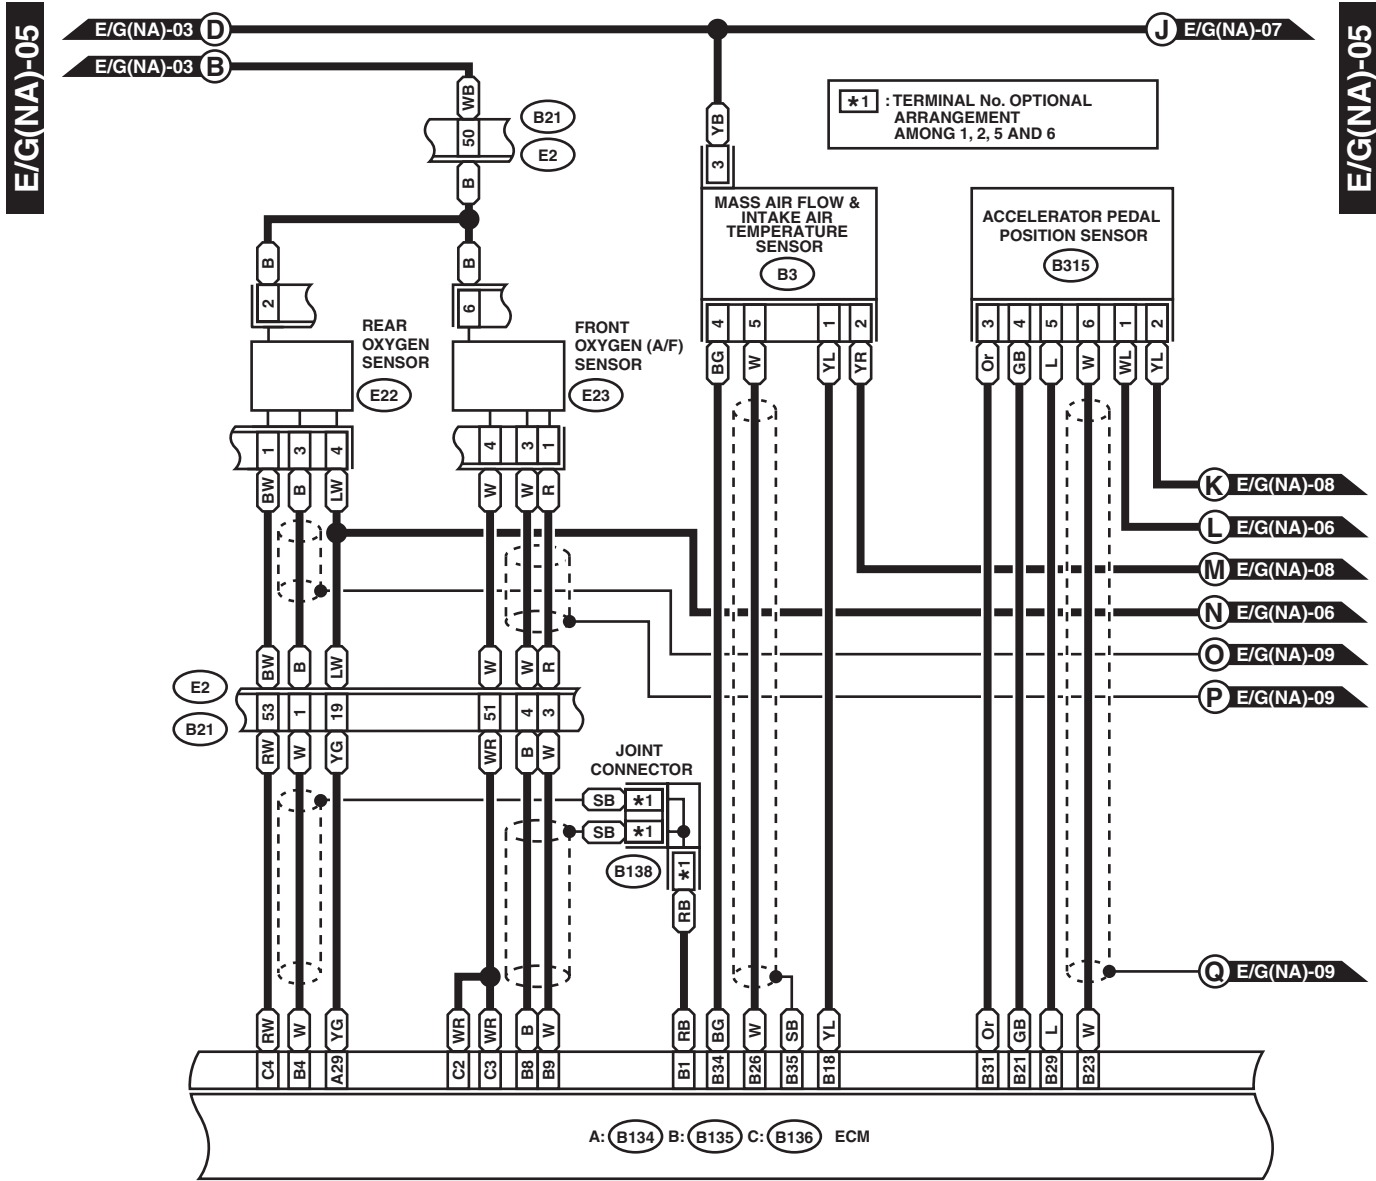 E/G(NA)-05
E/G(NA)-05
E/G(NA)-03 D
J E/G(NA)-07
E/G(NA)-03 B
WB
50
B21
E2
B
YB
3
*1 : TERMINAL No. OPTIONAL
ARRANGEMENT
AMONG 1, 2, 5 AND 6
MASS AIR FLOW &
INTAKE AIR
TEMPERATURE
SENSOR
B3
ACCELERATOR PEDAL
POSITION SENSOR
B315
B
B
2
6
REAR
OXYGEN
SENSOR
E22
FRONT
OXYGEN (A/F)
SENSOR
E23
4 5 1 2
3 4 5 6 1 2
BG W YL YR
Or GB L W WL YL
1 3 4
4 3 1
BW B LW
W W R
K E/G(NA)-08
L E/G(NA)-06
M E/G(NA)-08
N E/G(NA)-06
O E/G(NA)-09
P E/G(NA)-09
BW B LW
W W R
E2
B21
53 1 19
51 4 3
RW W YG
WR B W
JOINT
CONNECTOR
SB *1
SB *1
B138
*1
RB
Q E/G(NA)-09
RW W YG WR WR B W RB BG W SB YL Or GB L W
C4 B4 A29 C2 C3 B8 B9 B1 B34 B26 B35 B18 B31 B21 B29 B23
A: B134 B: B135 C: B136 ECM